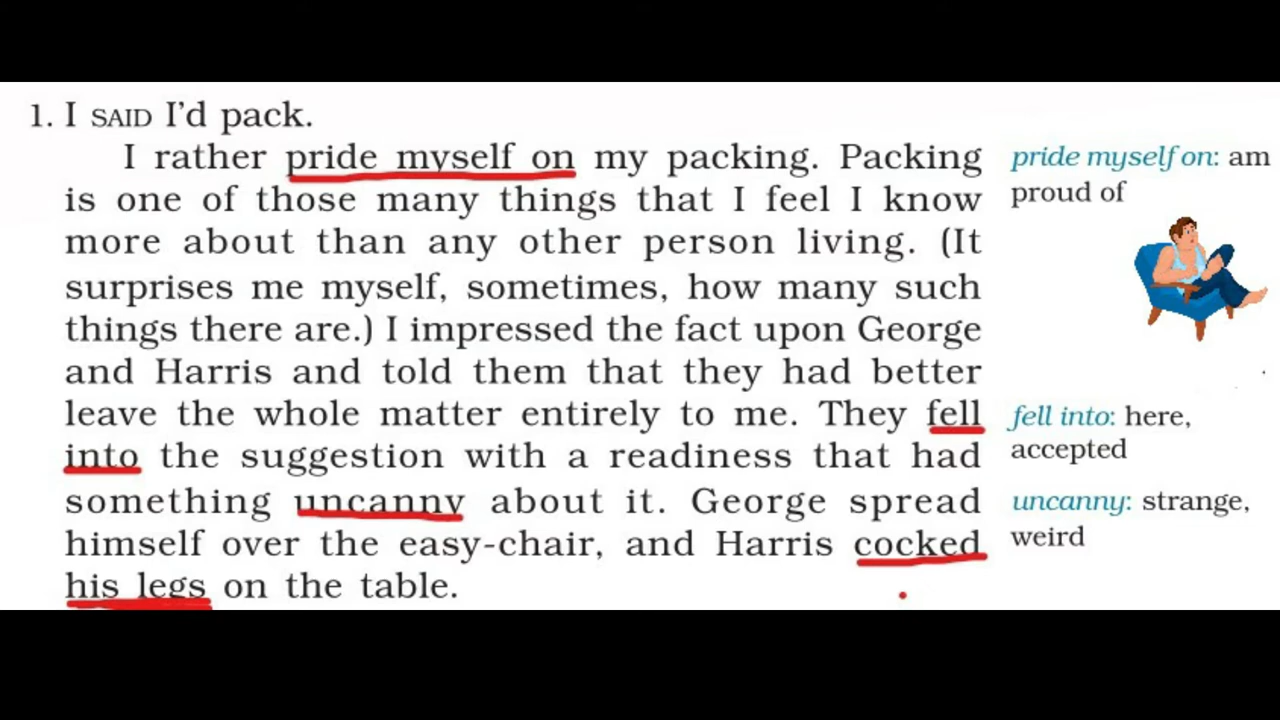 1. I SAID I'd pack.
I rather pride myself on my packing. Packing
is one of those many things that I feel I know
more about than any other person living. (It
surprises me myself, sometimes, how many such
things there are.) I impressed the fact upon George
and Harris and told them that they had better
leave the whole matter entirely to me. They fell
into the suggestion with a readiness that had
something uncanny about it. George spread
himself over the easy-chair, and Harris cocked
his legs on the table.
pride myself on: am
proud of
fell into: here,
accepted
uncanny: strange,
weird